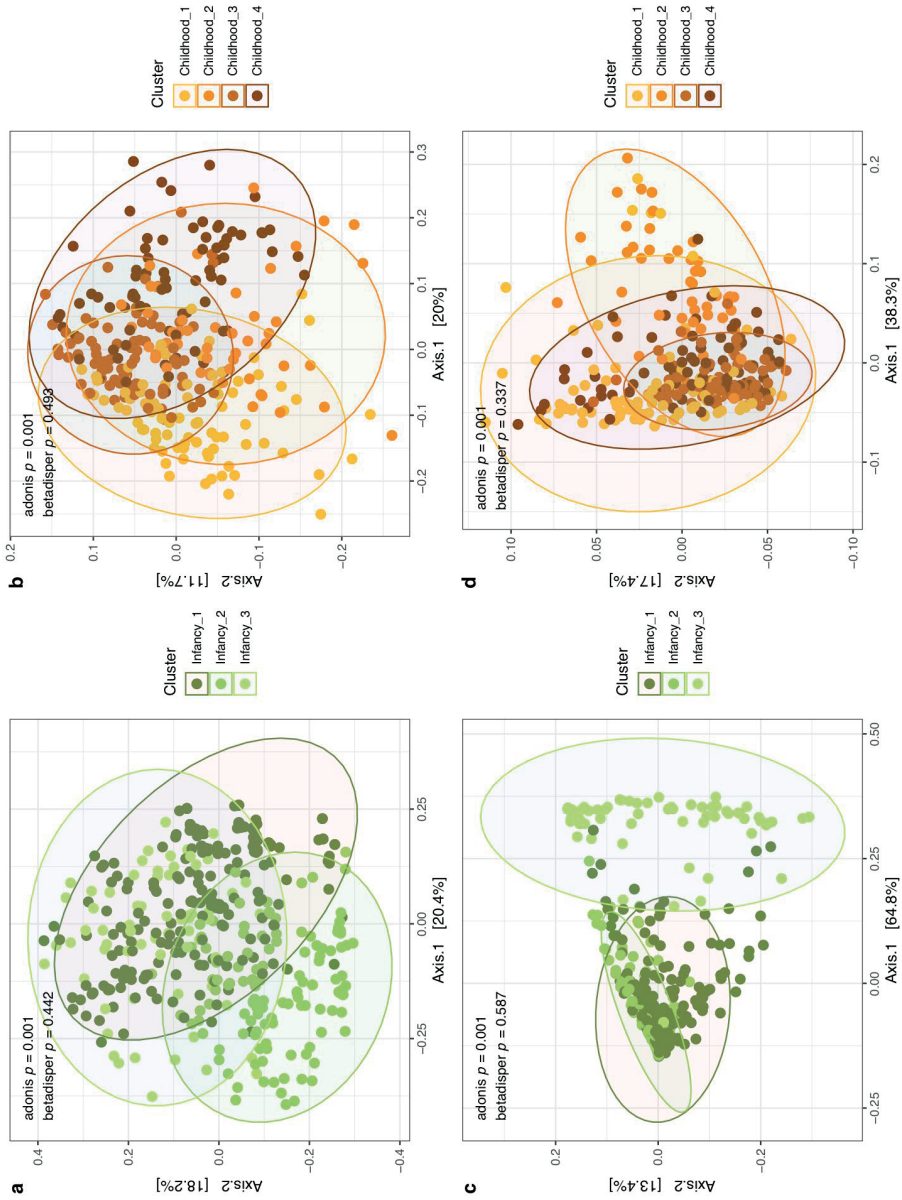 a
adonis p = 0.001
betadisper p = 0.442
0.4
0.2
0.0
−0.2
−0.4
Axis.2 [18.2%]
−0.25
0.00
0.25
Axis.1 [20.4%]
Cluster
Infancy_1
Infancy_2
Infancy_3
b
adonis p = 0.001
betadisper p = 0.493
0.2
0.1
0.0
−0.1
−0.2
Axis.2 [11.7%]
−0.2
−0.1
0.0
0.1
0.2
0.3
Axis.1 [20%]
Cluster
Childhood_1
Childhood_2
Childhood_3
Childhood_4
c
adonis p = 0.001
betadisper p = 0.587
0.2
0.0
−0.2
Axis.2 [13.4%]
−0.25
0.00
0.25
0.50
Axis.1 [64.8%]
Cluster
Infancy_1
Infancy_2
Infancy_3
d
adonis p = 0.001
betadisper p = 0.337
0.10
0.05
0.00
−0.05
−0.10
Axis.2 [17.4%]
−0.1
0.0
0.1
0.2
Axis.1 [38.3%]
Cluster
Childhood_1
Childhood_2
Childhood_3
Childhood_4